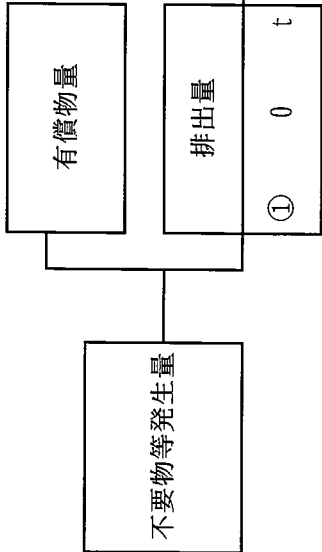 不要物等発生量
有償物量
排出量
① 0 t